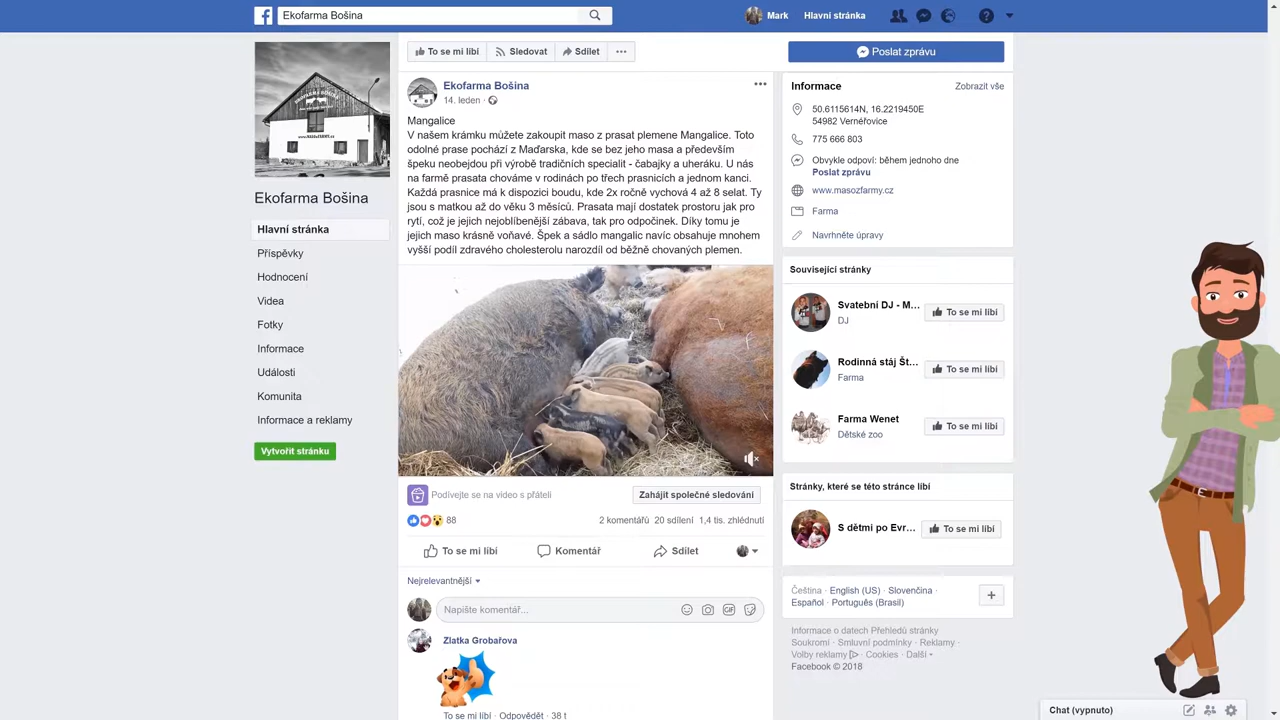 Ekofarma Bošina
Mark
Hlavní stránka
To se mi líbí
Sledovat
Sdílet
Poslat zprávu
EKOFARMA BOŠINA
Ekofarma Bošina
Hlavní stránka
Příspěvky
Hodnocení
Videa
Fotky
Informace
Události
Komunita
Informace a reklamy
Vytvořit stránku
Ekofarma Bošina
14. leden ·
Mangalice
V našem krámku můžete zakoupit maso z prasat plemene Mangalice. Toto
odolné prase pochází z Maďarska, kde se bez jeho masa a především
špeku neobejdou při výrobě tradičních specialit - čabajky a uheráku. U nás
na farmě prasata chováme v rodinách po třech prasnicích a jednom kanci.
Každá prasnice má k dispozici boudu, kde 2x ročně vychová 4 až 8 selat. Ty
jsou s matkou až do věku 3 měsíců. Prasata mají dostatek prostoru jak pro
rytí, což je jejich nejoblíbenější zábava, tak pro odpočinek. Díky tomu je
jejich maso krásně voňavé. Špek a sádlo mangalic navíc obsahuje mnohem
vyšší podíl zdravého cholesterolu narozdíl od běžně chovaných plemen.
Podívejte se na video s přáteli
Zahájit společné sledování
88
2 komentářů 20 sdílení 1,4 tis. zhlédnutí
To se mi líbí
Komentář
Sdílet
Nejrelevantnější
Napište komentář...
GIF
Zlatka Grobařova
To se mi líbí · Odpovědět · 38 t
Informace
Zobrazit vše
50.6115614N, 16.2219450E
54982 Vernéřovice
775 666 803
Obvykle odpoví: během jednoho dne
Poslat zprávu
www.masozfarmy.cz
Farma
Navrhněte úpravy
Související stránky
Svatební DJ - M...
DJ
To se mi líbí
Rodinná stáj Št...
Farma
To se mi líbí
Farma Wenet
Dětské zoo
To se mi líbí
Stránky, které se této stránce líbí
S dětmi po Evr...
To se mi líbí
Čeština · English (US) · Slovenčina ·
Español · Português (Brasil)
Informace o datech Přehledů stránky
Soukromí · Smluvní podmínky · Reklamy ·
Volby reklamy · Cookies · Další
Facebook © 2018
Chat (vypnuto)